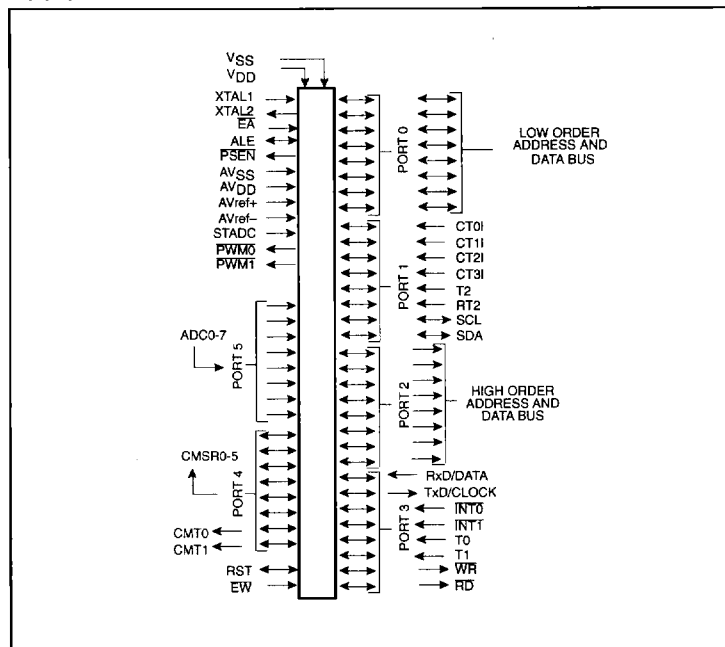 VSS
VDD
XTAL1
XTAL2
EA
ALE
PSEN
AVSS
AVDD
AVref+
AVref–
STADC
PWM0
PWM1
ADC0-7
PORT 5
CMSR0-5
PORT 4
CMT0
CMT1
RST
EW
PORT 0
LOW ORDER
ADDRESS AND
DATA BUS
PORT 1
CT0I
CT1I
CT2I
CT3I
T2
RT2
SCL
SDA
PORT 2
HIGH ORDER
ADDRESS AND
DATA BUS
PORT 3
RxD/DATA
TxD/CLOCK
INT0
INT1
T0
T1
WR
RD